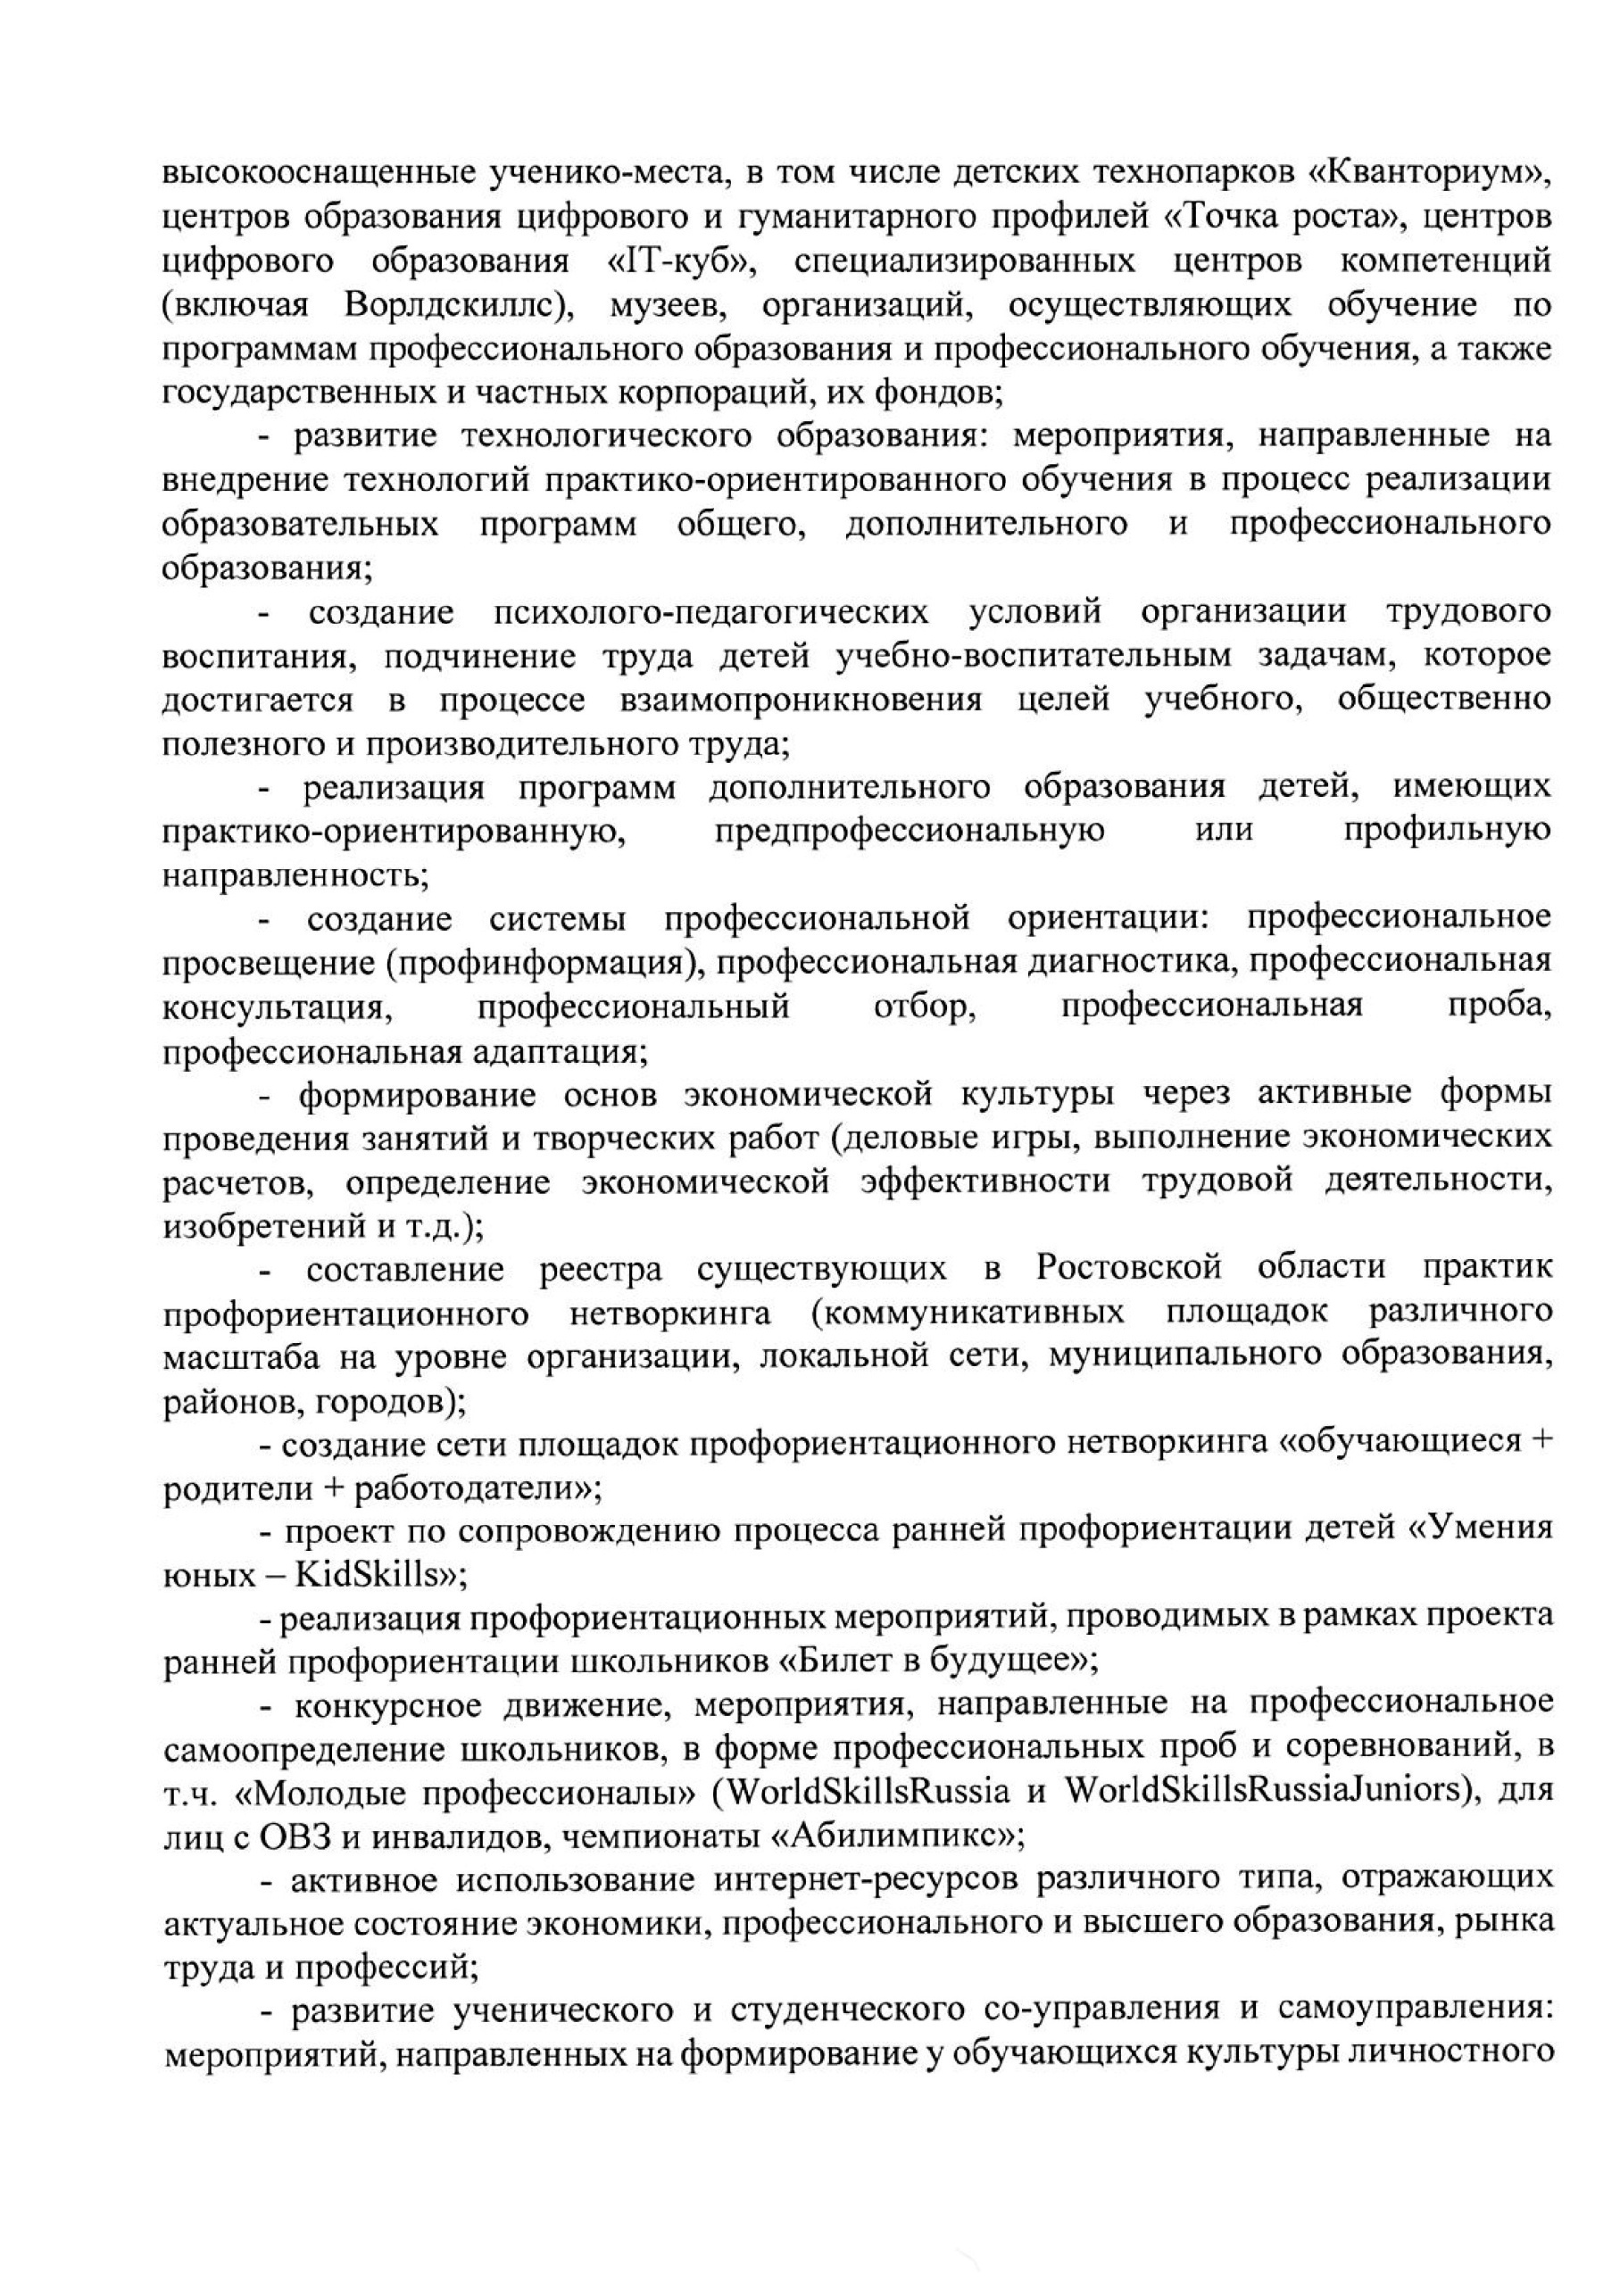 высокооснащенные ученико-места, в том числе детских технопарков «Кванториум»,
центров образования цифрового и гуманитарного профилей «Точка роста», центров
цифрового образования «IT-куб», специализированных центров компетенций
(включая Ворлдскиллс), музеев, организаций, осуществляющих обучение по
программам профессионального образования и профессионального обучения, а также
государственных и частных корпораций, их фондов;
- развитие технологического образования: мероприятия, направленные на
внедрение технологий практико-ориентированного обучения в процесс реализации
образовательных программ общего, дополнительного и профессионального
образования;
- создание психолого-педагогических условий организации трудового
воспитания, подчинение труда детей учебно-воспитательным задачам, которое
достигается в процессе взаимопроникновения целей учебного, общественно
полезного и производительного труда;
- реализация программ дополнительного образования детей, имеющих
практико-ориентированную, предпрофессиональную или профильную
направленность;
- создание системы профессиональной ориентации: профессиональное
просвещение (профинформация), профессиональная диагностика, профессиональная
консультация, профессиональный отбор, профессиональная проба,
профессиональная адаптация;
- формирование основ экономической культуры через активные формы
проведения занятий и творческих работ (деловые игры, выполнение экономических
расчетов, определение экономической эффективности трудовой деятельности,
изобретений и т.д.);
- составление реестра существующих в Ростовской области практик
профориентационного нетворкинга (коммуникативных площадок различного
масштаба на уровне организации, локальной сети, муниципального образования,
районов, городов);
- создание сети площадок профориентационного нетворкинга «обучающиеся +
родители + работодатели»;
- проект по сопровождению процесса ранней профориентации детей «Умения
юных – KidSkills»;
- реализация профориентационных мероприятий, проводимых в рамках проекта
ранней профориентации школьников «Билет в будущее»;
- конкурсное движение, мероприятия, направленные на профессиональное
самоопределение школьников, в форме профессиональных проб и соревнований, в
т.ч. «Молодые профессионалы» (WorldSkillsRussia и WorldSkillsRussiaJuniors), для
лиц с ОВЗ и инвалидов, чемпионаты «Абилимпикс»;
- активное использование интернет-ресурсов различного типа, отражающих
актуальное состояние экономики, профессионального и высшего образования, рынка
труда и профессий;
- развитие ученического и студенческого со-управления и самоуправления:
мероприятий, направленных на формирование у обучающихся культуры личностного